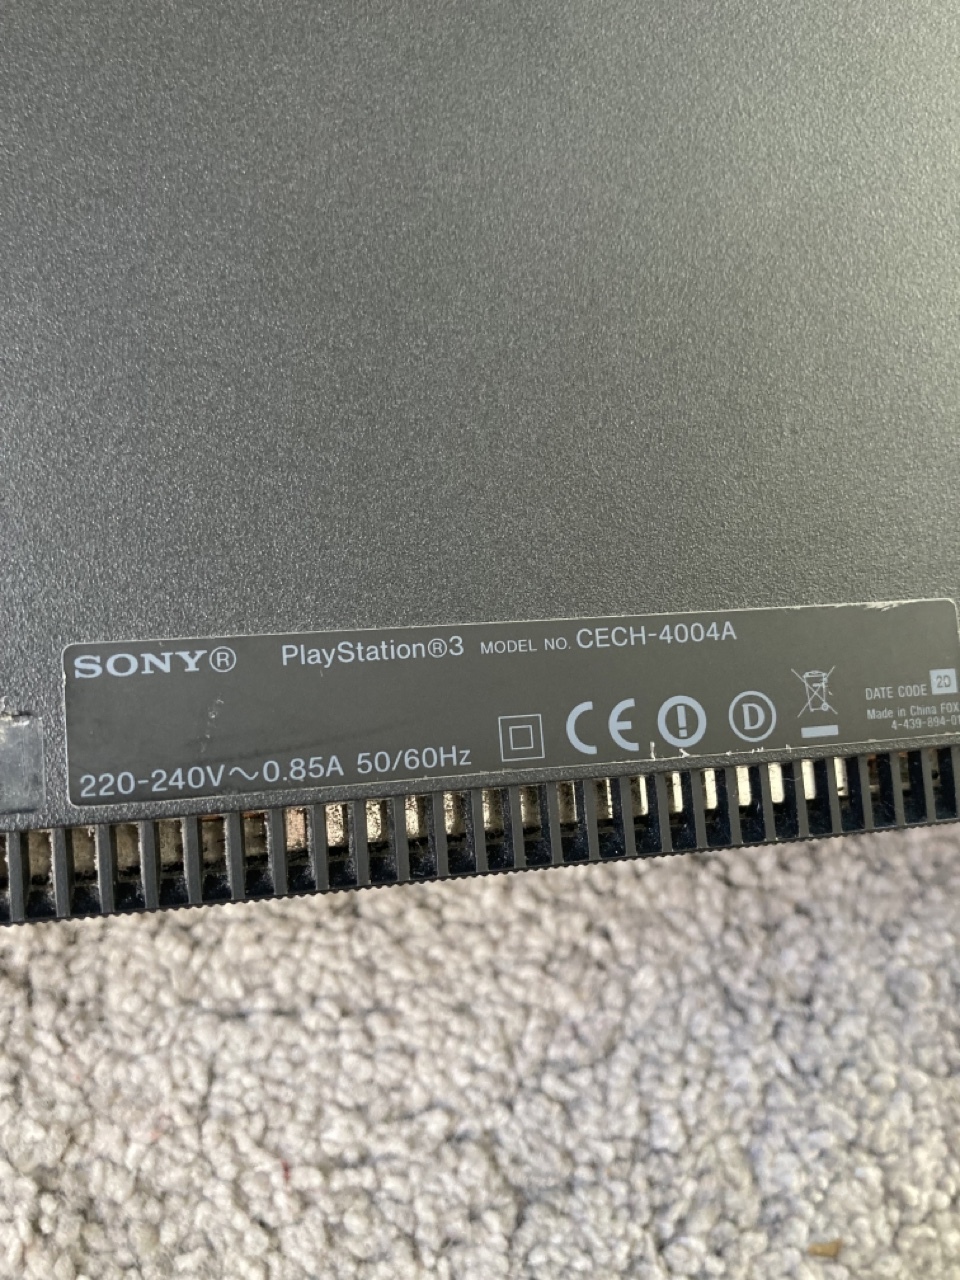 SONY® PlayStation®3 MODEL NO. CECH-4004A
DATE CODE 2D
Made in China FOX
4-439-894-01
220-240V~0.85A 50/60Hz
CE
D